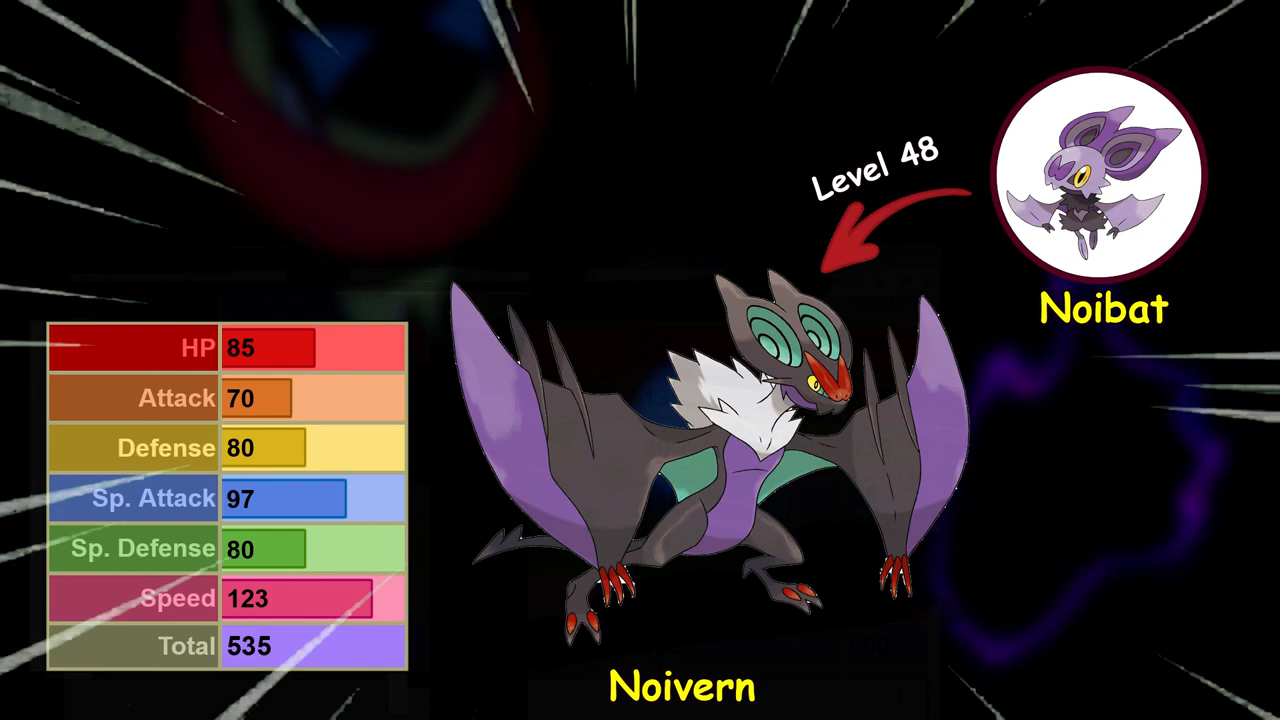 Level 48
Noibat
HP 85
Attack 70
Defense 80
Sp. Attack 97
Sp. Defense 80
Speed 123
Total 535
Noivern